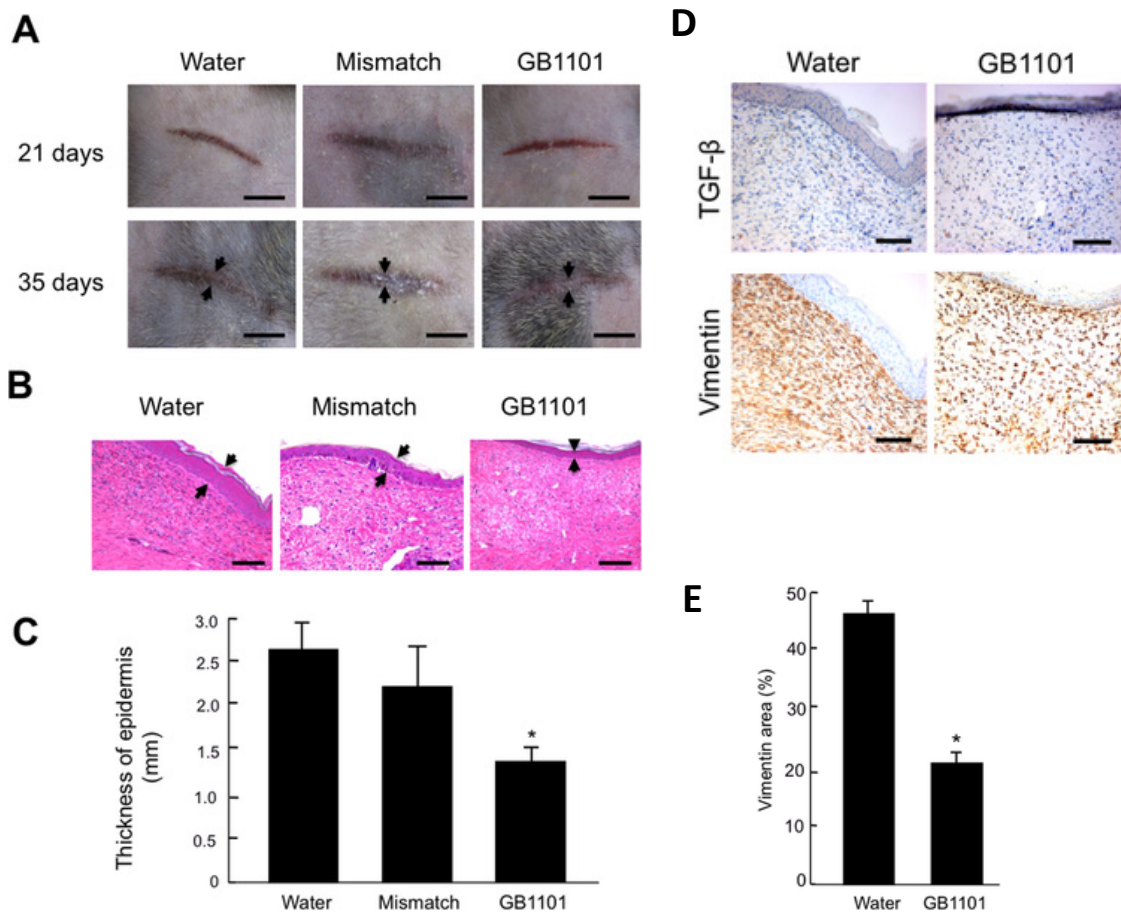 A
Water Mismatch GB1101
21 days
35 days
B
Water Mismatch GB1101
C
Thickness of epidermis
(mm)
3.0
2.5
2.0
1.5
1.0
0.5
0
*
Water Mismatch GB1101
D
Water GB1101
TGF-β
Vimentin
E
Vimentin area (%)
50
40
30
20
10
0
*
Water GB1101